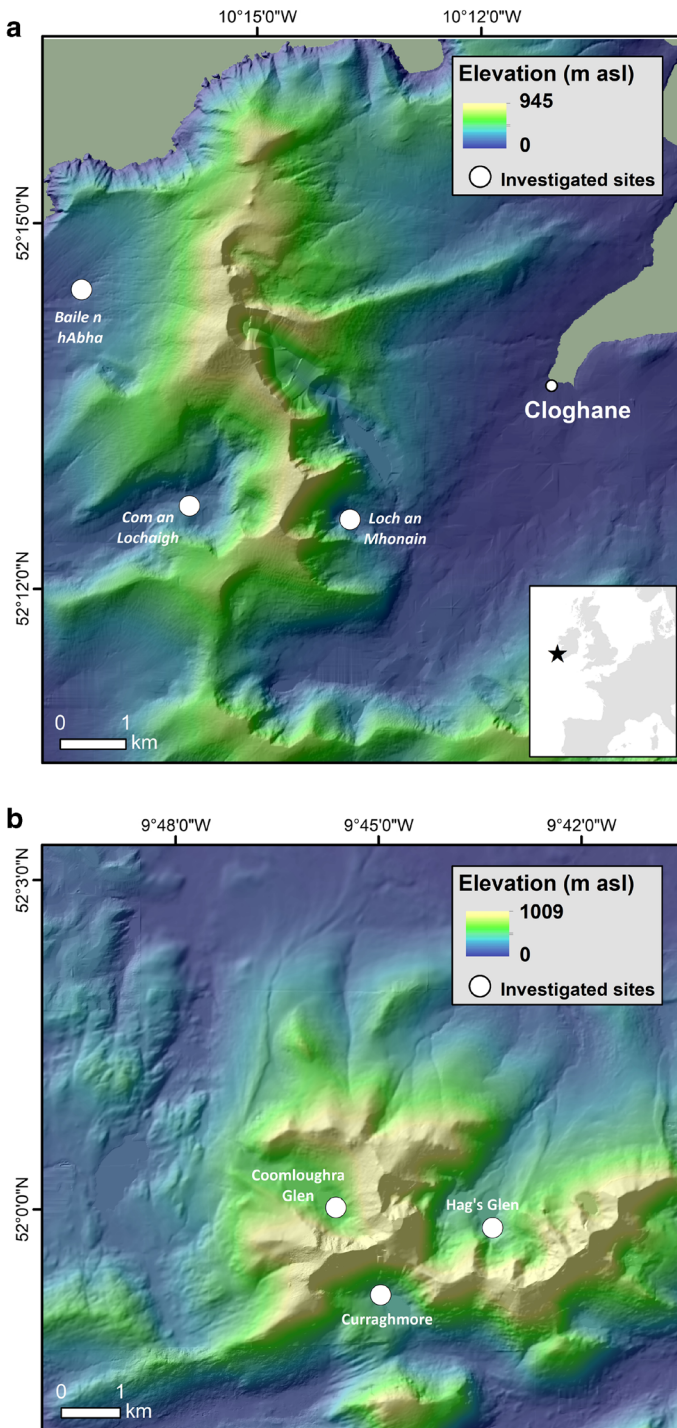 a
10°15'0"W
10°12'0"W
Elevation (m asl)
945
0
Investigated sites
52°15'0"N
Baile n
hAbha
Cloghane
Com an
Lochaigh
Loch an
Mhonain
52°12'0"N
0
1
km
b
9°48'0"W
9°45'0"W
9°42'0"W
52°3'0"N
Elevation (m asl)
1009
0
Investigated sites
Coomloughra
Glen
Hag's Glen
52°0'0"N
Curraghmore
0
1
km